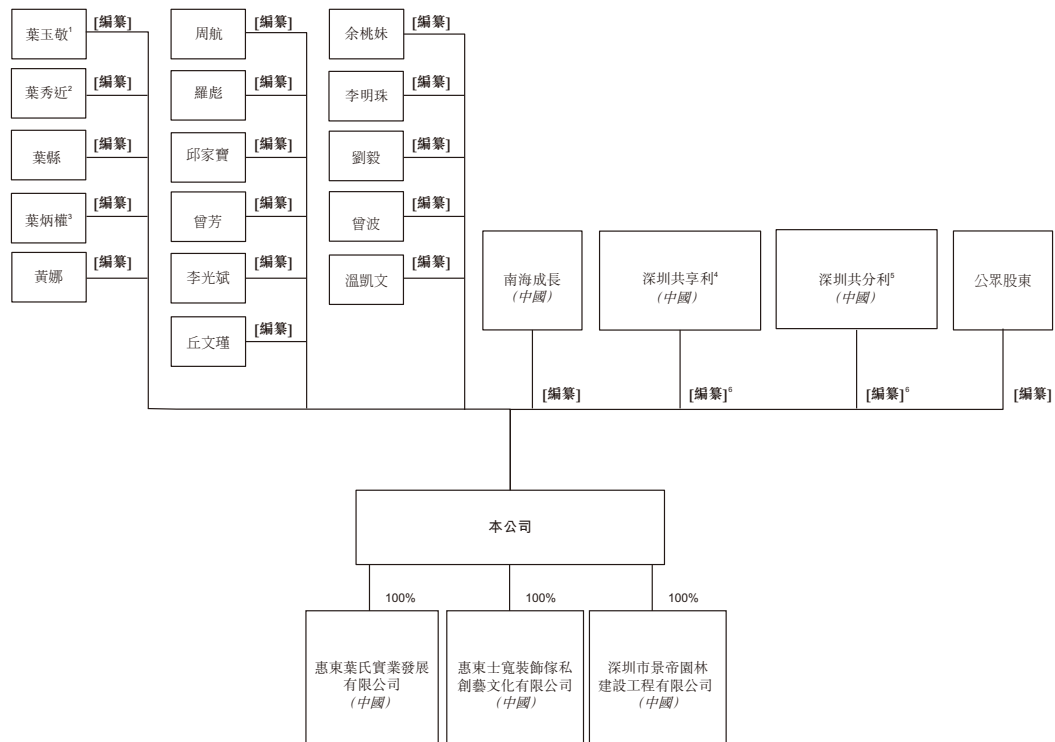 葉玉敬1
[編纂]
葉秀近2
[編纂]
葉縣
[編纂]
葉炳權3
[編纂]
黃娜
[編纂]
周航
[編纂]
羅彪
[編纂]
邱家寶
[編纂]
曾芳
[編纂]
李光斌
[編纂]
丘文瑾
[編纂]
余桃妹
[編纂]
李明珠
[編纂]
劉毅
[編纂]
曾波
[編纂]
溫凱文
[編纂]
南海成長
(中國)
[編纂]
深圳共享利4
(中國)
[編纂]6
深圳共分利5
(中國)
[編纂]6
公眾股東
[編纂]
本公司
100%
100%
100%
惠東葉氏實業發展
有限公司
(中國)
惠東士寬裝飾傢私
創藝文化有限公司
(中國)
深圳市景帝園林
建設工程有限公司
(中國)